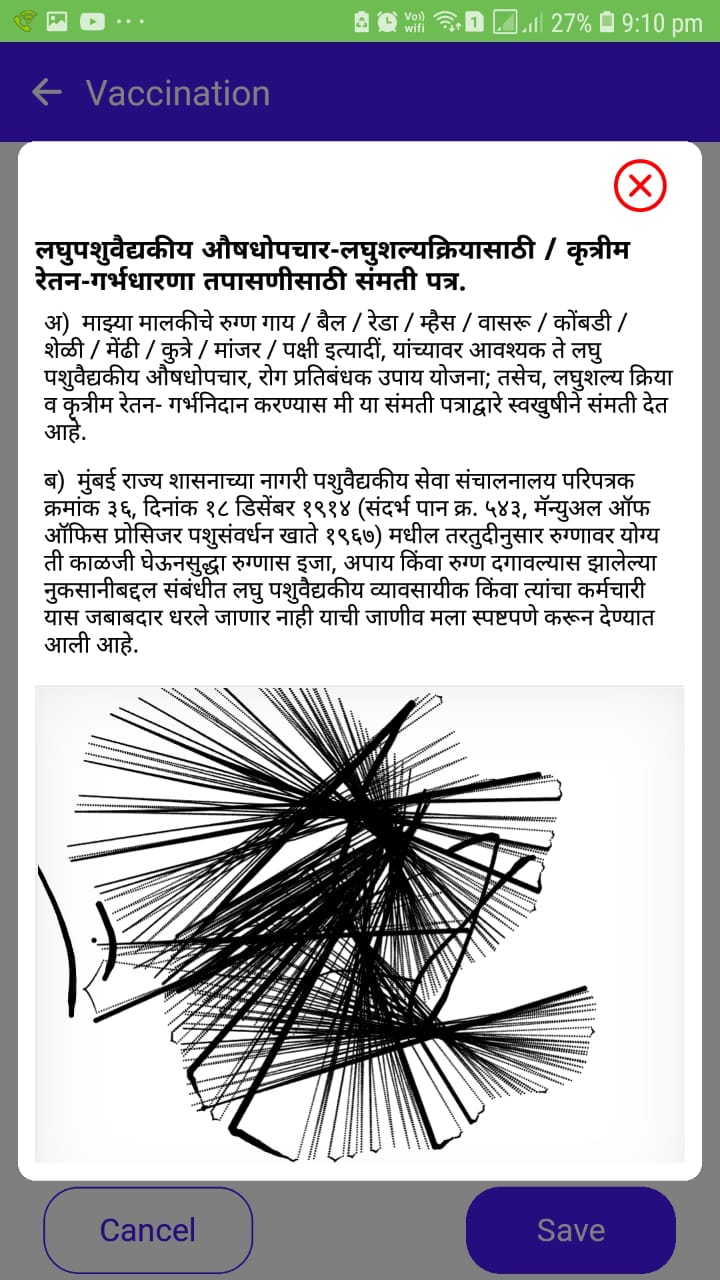 Vo)) wifi 1 27% 9:10 pm
Vaccination
लघुपशुवैद्यकीय औषधोपचार-लघुशल्यक्रियासाठी / कृत्रीम
रेतन-गर्भधारणा तपासणीसाठी संमती पत्र.
अ) माझ्या मालकीचे रुग्ण गाय / बैल / रेडा / म्हैस / वासरू / कोंबडी /
शेळी / मेंढी / कुत्रे / मांजर / पक्षी इत्यादीं, यांच्यावर आवश्यक ते लघु
पशुवैद्यकीय औषधोपचार, रोग प्रतिबंधक उपाय योजना; तसेच, लघुशल्य क्रिया
व कृत्रीम रेतन- गर्भनिदान करण्यास मी या संमती पत्राद्वारे स्वखुषीने संमती देत
आहे.
ब) मुंबई राज्य शासनाच्या नागरी पशुवैद्यकीय सेवा संचालनालय परिपत्रक
क्रमांक ३६, दिनांक १८ डिसेंबर १९१४ (संदर्भ पान क्र. ५४३, मॅन्युअल ऑफ
ऑफिस प्रोसिजर पशुसंवर्धन खाते १९६७) मधील तरतुदीनुसार रुग्णावर योग्य
ती काळजी घेऊनसुद्धा रुग्णास इजा, अपाय किंवा रुग्ण दगावल्यास झालेल्या
नुकसानीबद्दल संबंधीत लघु पशुवैद्यकीय व्यावसायीक किंवा त्यांचा कर्मचारी
यास जबाबदार धरले जाणार नाही याची जाणीव मला स्पष्टपणे करून देण्यात
आली आहे.
Cancel Save